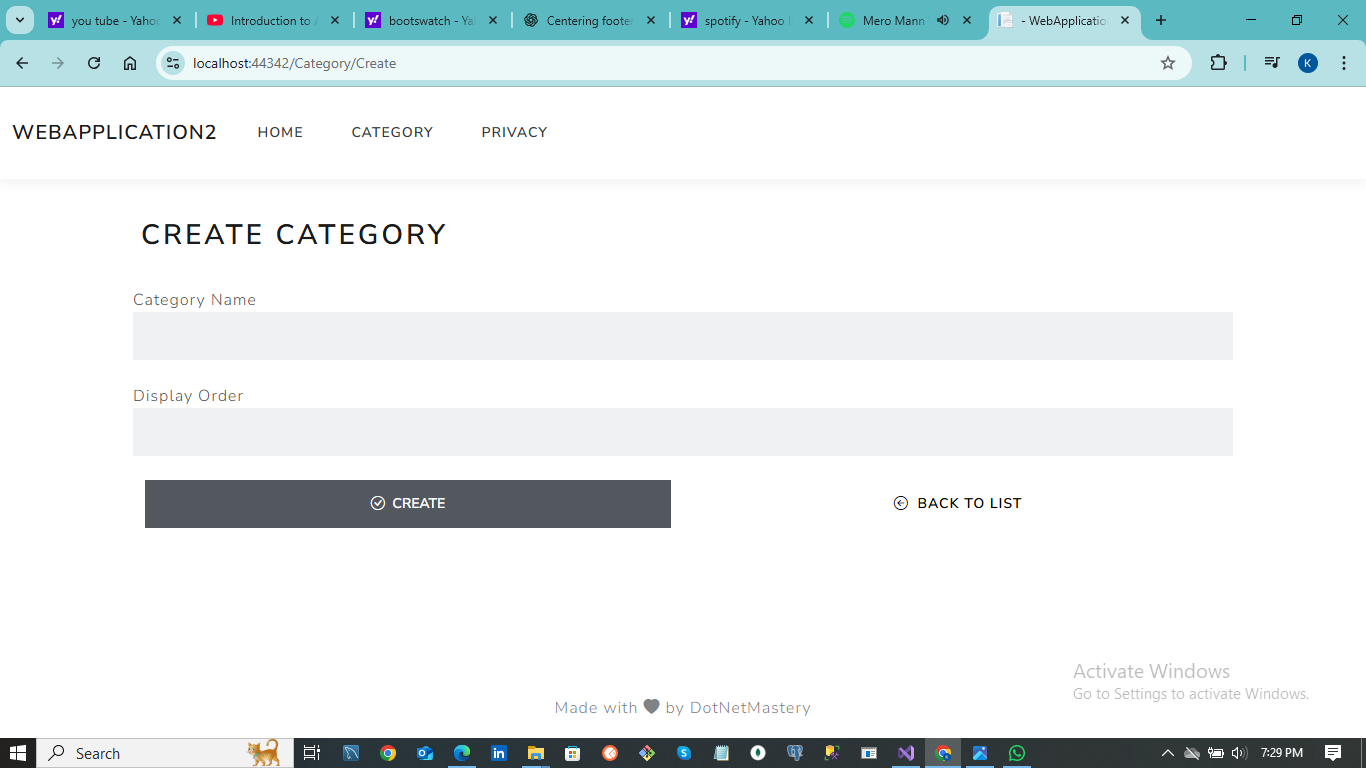 you tube - Yahoo
Introduction to A
bootswatch - Ya
Centering footer
spotify - Yahoo
Mero Mann
- WebApplication
localhost:44342/Category/Create
K
WEBAPPLICATION2
HOME
CATEGORY
PRIVACY
CREATE CATEGORY
Category Name
Display Order
CREATE
BACK TO LIST
Activate Windows
Go to Settings to activate Windows.
Made with by DotNetMastery
Search
7:29 PM